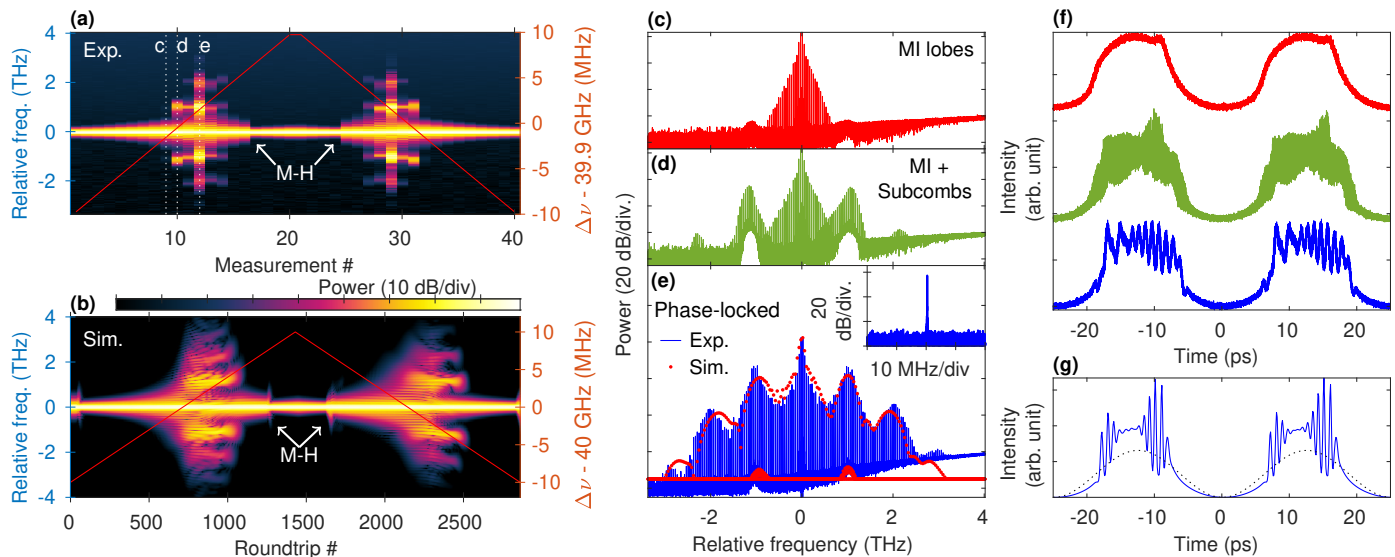 (a)
Exp.
c
d
e
M-H
Relative freq. (THz)
4
2
0
-2
10
20
30
40
Measurement #
10
5
0
-5
-10
Δν - 39.9 GHz (MHz)
(b)
Power (10 dB/div)
Sim.
M-H
Relative freq. (THz)
4
2
0
-2
-4
0
500
1000
1500
2000
2500
Roundtrip #
10
5
0
-5
-10
Δν - 40 GHz (MHz)
Power (20 dB/div.)
(c)
MI lobes
(d)
MI +
Subcombs
(e)
Phase-locked
Exp.
Sim.
20
dB/div.
10 MHz/div
-2
0
2
4
Relative frequency (THz)
(f)
Intensity
(arb. unit)
-20
-10
0
10
20
Time (ps)
(g)
Intensity
(arb. unit)
-20
-10
0
10
20
Time (ps)